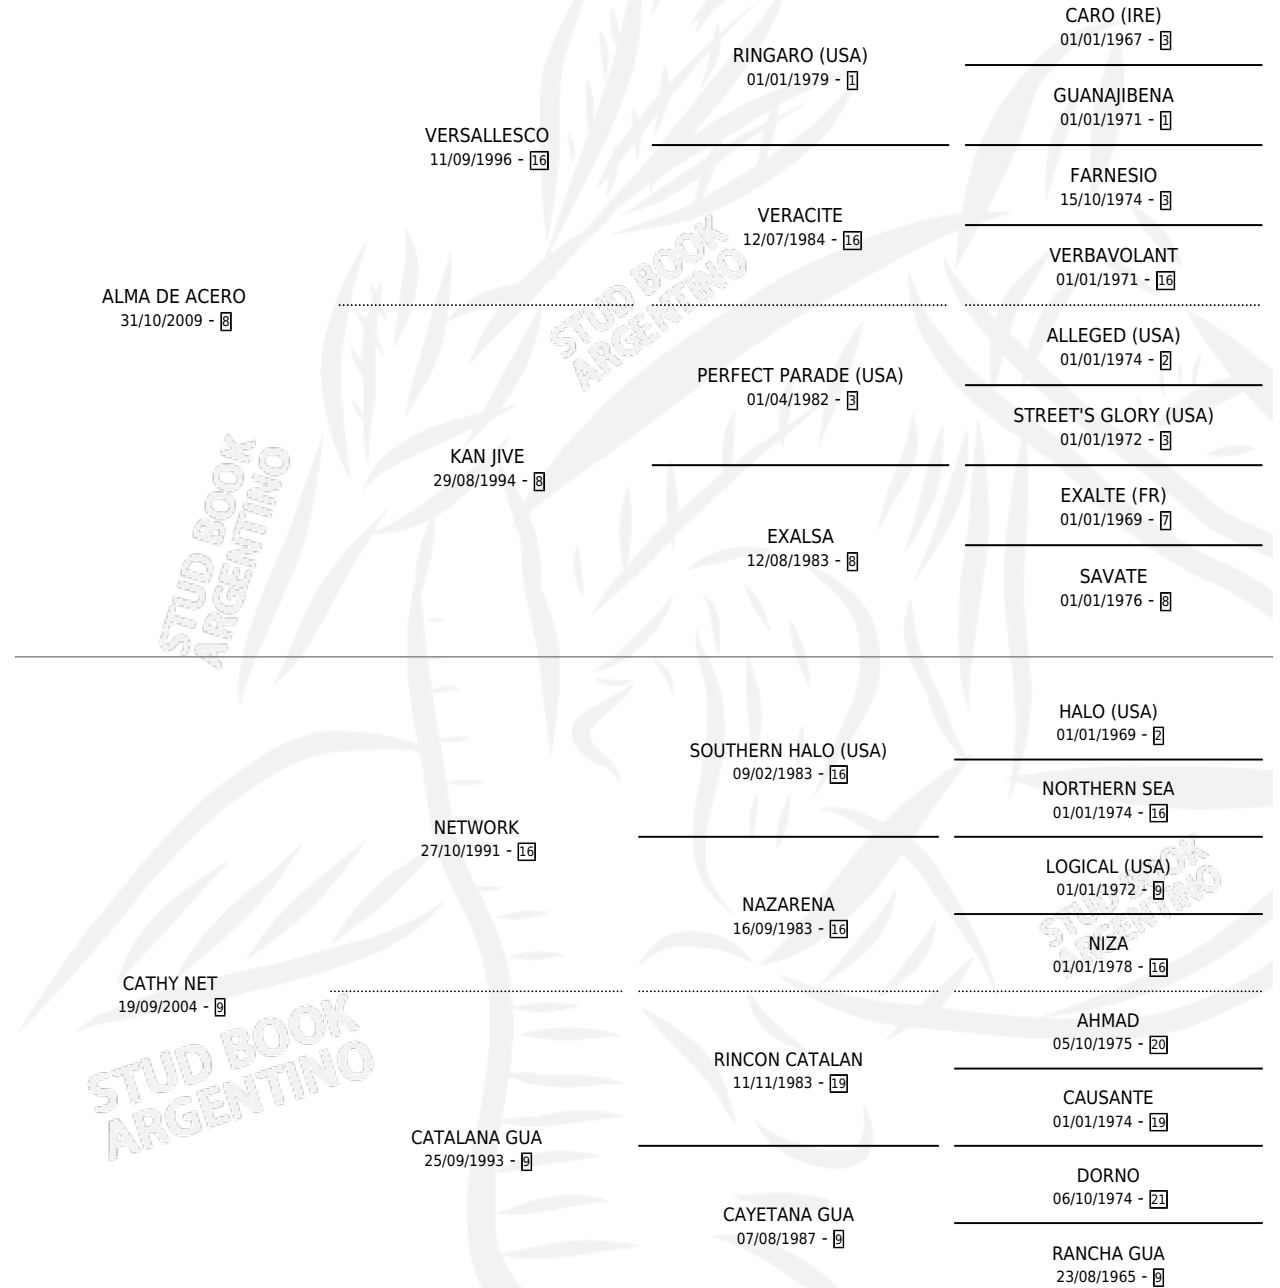 CARO (IRE)
01/01/1967 - 3
RINGARO (USA)
01/01/1979 - 1
GUANAJIBENA
01/01/1971 - 1
VERSALLESCO
11/09/1996 - 16
FARNESIO
15/10/1974 - 3
VERACITE
12/07/1984 - 16
VERBAVOLANT
01/01/1971 - 16
ALMA DE ACERO
31/10/2009 - 8
STUD BOOK
ARGENTINO
ALLEGED (USA)
01/01/1974 - 2
PERFECT PARADE (USA)
01/04/1982 - 3
STREET'S GLORY (USA)
01/01/1972 - 3
KAN JIVE
29/08/1994 - 8
EXALTE (FR)
01/01/1969 - 7
EXALSA
12/08/1983 - 8
SAVATE
01/01/1976 - 8
STUD BOOK
ARGENTINO
HALO (USA)
01/01/1969 - 2
SOUTHERN HALO (USA)
09/02/1983 - 16
NORTHERN SEA
01/01/1974 - 16
NETWORK
27/10/1991 - 16
LOGICAL (USA)
01/01/1972 - 9
NAZARENA
16/09/1983 - 16
STUD BOOK
ARGENTINO
NIZA
01/01/1978 - 16
CATHY NET
19/09/2004 - 9
AHMAD
05/10/1975 - 20
RINCON CATALAN
11/11/1983 - 19
CAUSANTE
01/01/1974 - 19
STUD BOOK
ARGENTINO
CATALANA GUA
25/09/1993 - 9
DORNO
06/10/1974 - 21
CAYETANA GUA
07/08/1987 - 9
RANCHA GUA
23/08/1965 - 9